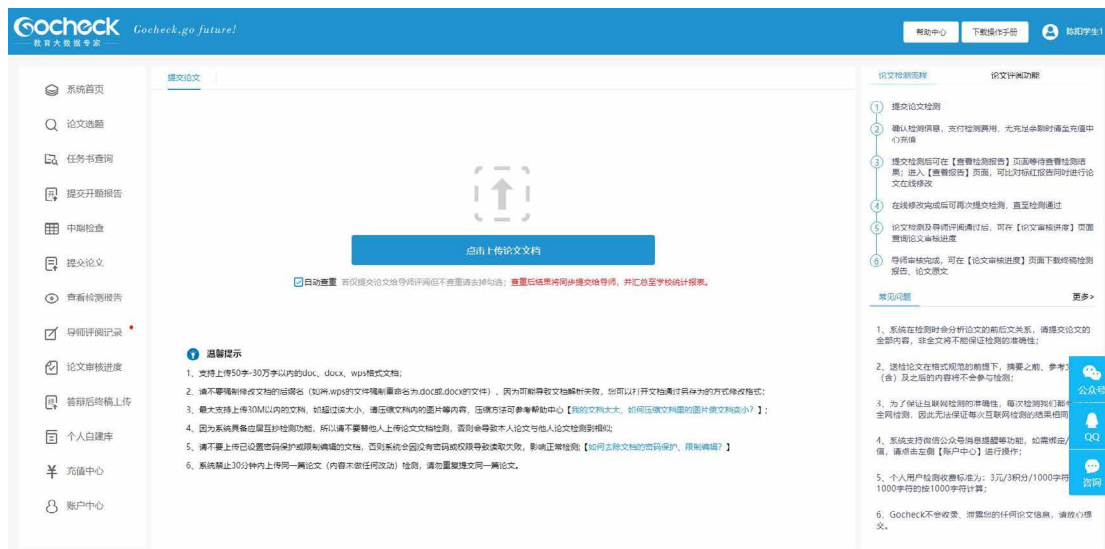 Gocheck
教育大数据专家
Gocheck,go future!
帮助中心
下载操作手册
陈阳学生1
系统首页
论文选题
任务书查询
提交开题报告
中期检查
提交论文
查看检测报告
导师评阅记录
论文审核进度
答辩后终稿上传
个人自建库
充值中心
账户中心
提交论文
点击上传论文文档
自动查重 若仅提交论文给导师评阅但不查重请去掉勾选；查重后结果将同步提交给导师，并汇总至学校统计报表。
温馨提示
1、支持上传50字-30万字以内的doc、docx、wps格式文档；
2、请不要强制修改文档的后缀名（如将.wps的文件强制重命名为.doc或.docx的文件），因为可能导致文档解析失败，您可以打开文档通过另存为的方式修改格式；
3、最大支持上传30M以内的文档，如超过该大小，请压缩文档内的图片等内容，压缩方法可参考帮助中心【我的文档太大，如何压缩文档里的图片使文档变小？】；
4、因为系统具备应届互抄检测功能，所以请不要替他人上传论文文档检测，否则会导致本人论文与他人论文检测到相似；
5、请不要上传已设置密码保护或限制编辑的文档，否则系统会因没有密码或权限导致读取失败，影响正常检测;【如何去除文档的密码保护、限制编辑？】
6、系统禁止30分钟内上传同一篇论文（内容未做任何改动）检测，请勿重复提交同一篇论文。
论文检测流程
论文评阅功能
1 提交论文检测
2 确认检测信息，支付检测费用，尤充足余额时请至充值中
心充值
3 提交检测后可在【查看检测报告】页面等待查看检测结
果；进入【查看报告】页面，可比对标红报告同时进行论
文在线修改
4 在线修改完成后可再次提交检测，直至检测通过
5 论文检测及导师评阅通过后，可在【论文审核进度】页面
查询论文审核进度
6 导师审核完成，可在【论文审核进度】页面下载终稿检测
报告、论文原文
常见问题
更多>
1、系统在检测时会分析论文的前后文关系，请提交论文的
全部内容，非全文将不能保证检测的准确性；
2、送检论文在格式规范的前提下，摘要之前、参考文
（含）及之后的内容将不会参与检测；
3、为了保证互联网检测的准确性，每次检测我们都
全网检测，因此无法保证每次互联网检测的结果相同
4、系统支持微信公众号消息提醒等功能，如需绑定/
信，请点击左侧【账户中心】进行操作；
5、个人用户检测收费标准为：3元/3积分/1000字符
1000字符的按1000字符计算；
6、Gocheck不会收录、泄露您的任何论文信息，请放心提
交。
公众号
QQ
咨询